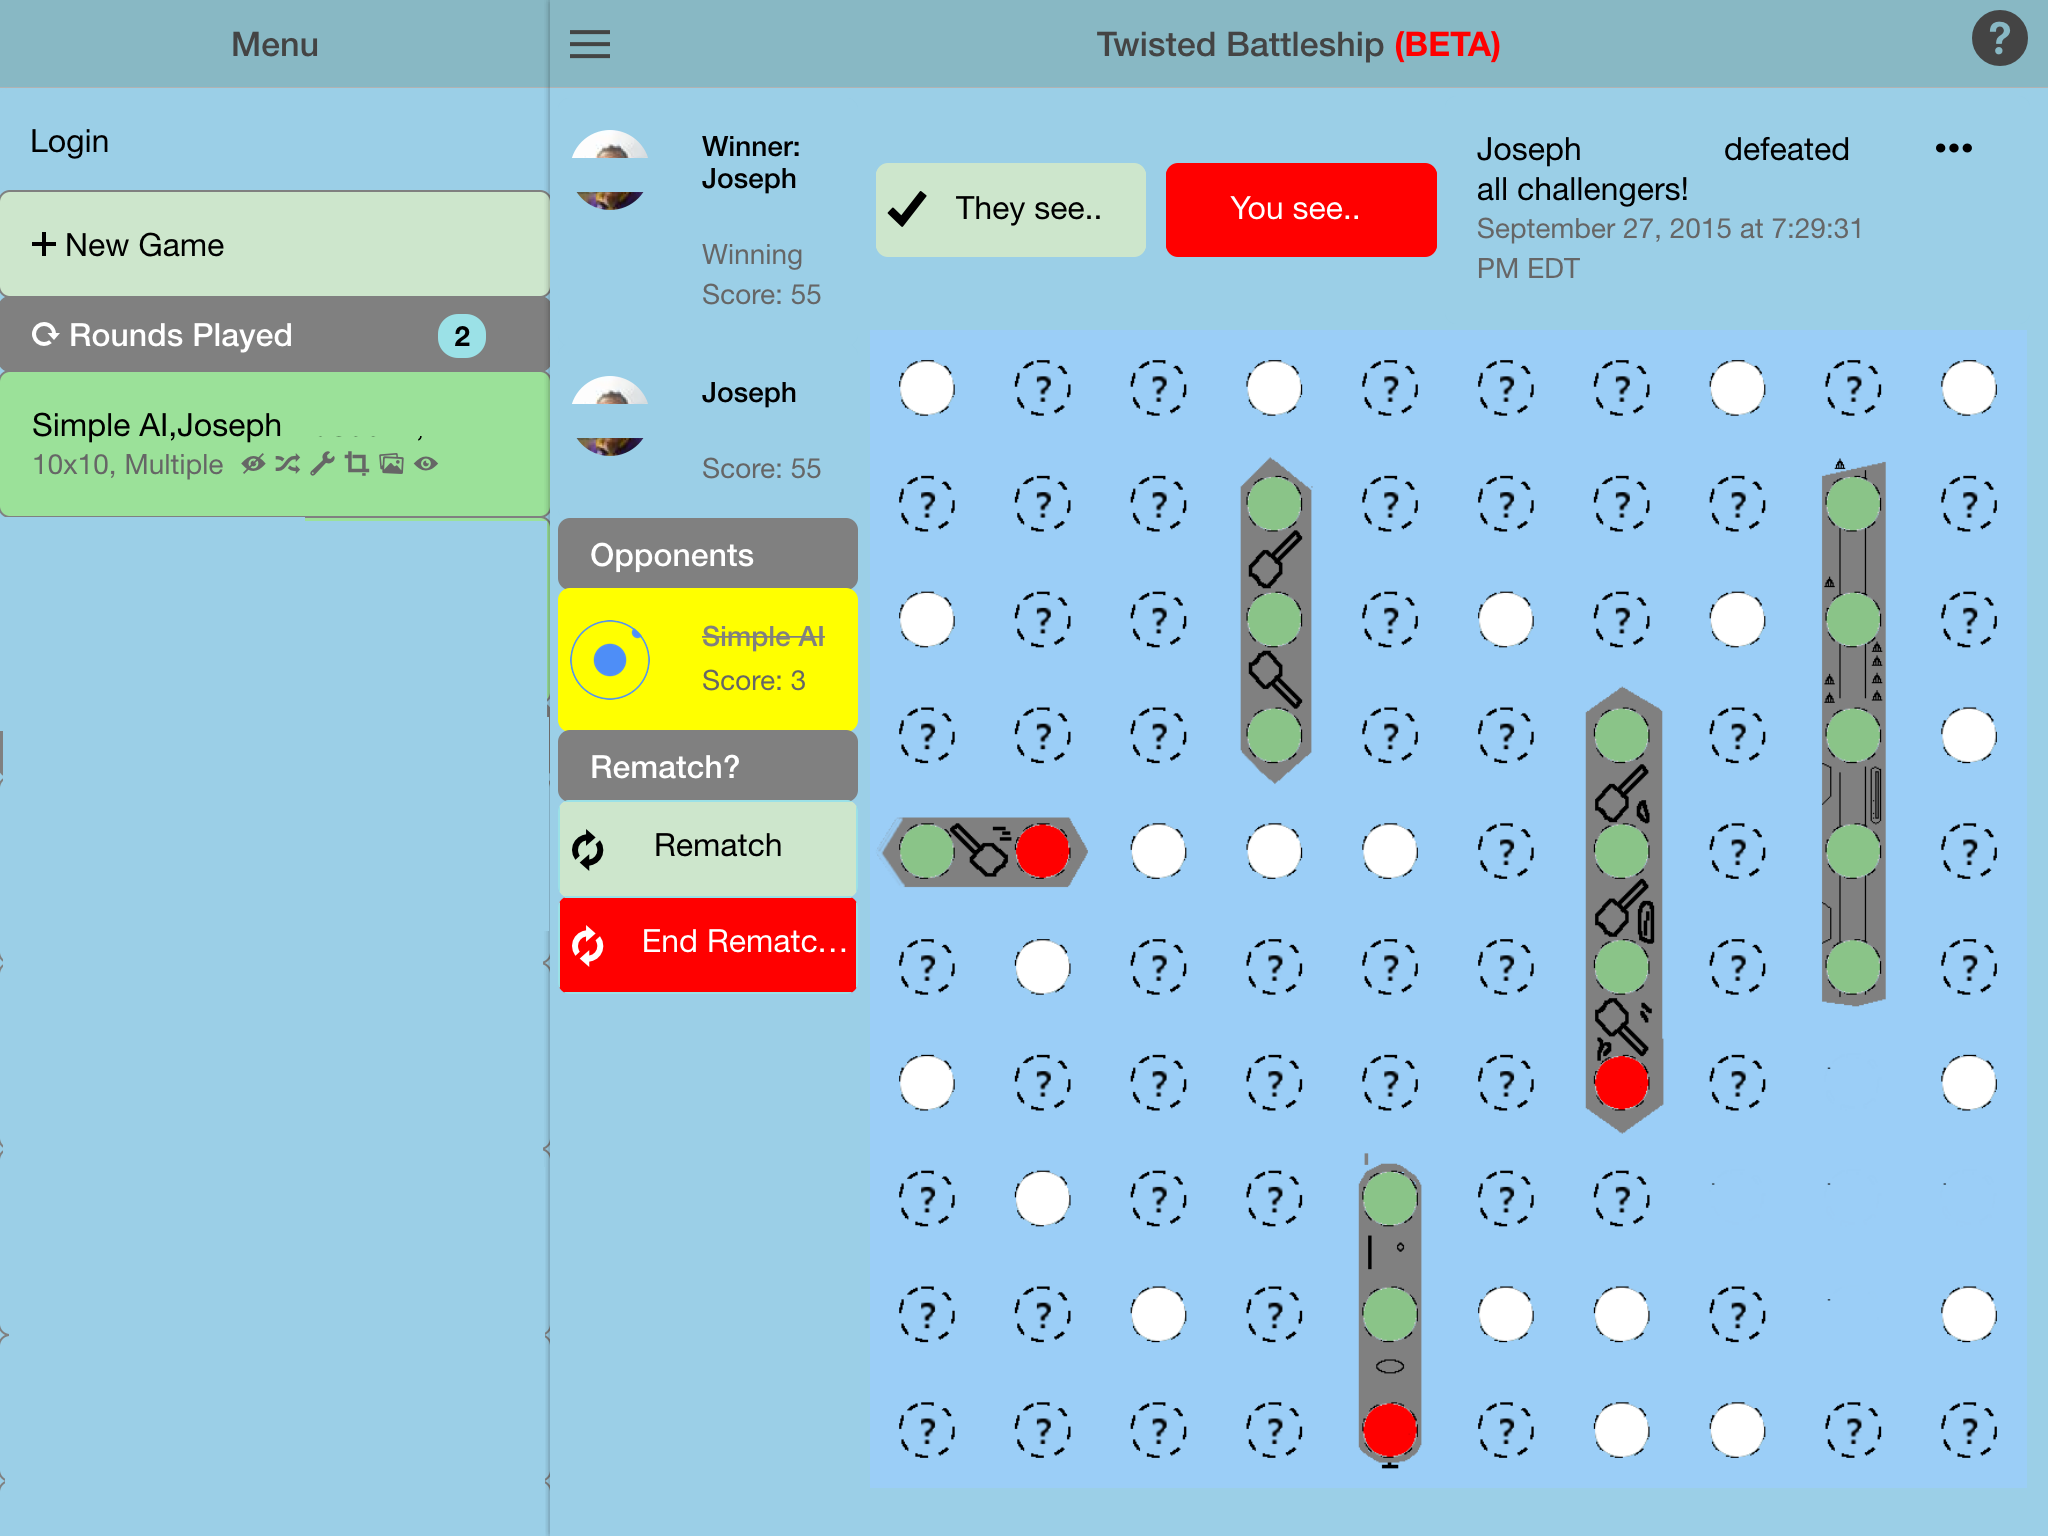 Menu
Twisted Battleship (BETA)
?
Login
+ New Game
Rounds Played
2
Simple AI,Joseph
10x10, Multiple
Winner:
Joseph
Winning
Score: 55
Joseph
Score: 55
Opponents
Simple AI
Score: 3
Rematch?
Rematch
End Rematc...
They see..
You see..
Joseph defeated
all challengers!
September 27, 2015 at 7:29:31
PM EDT
? ? ? ? ? ?
? ? ? ? ? ? ? ?
? ? ? ? ?
? ? ? ? ? ?
? ? ?
? ? ? ? ? ? ?
? ? ? ? ? ?
? ? ? ? ?
? ? ? ?
? ? ? ? ? ? ?